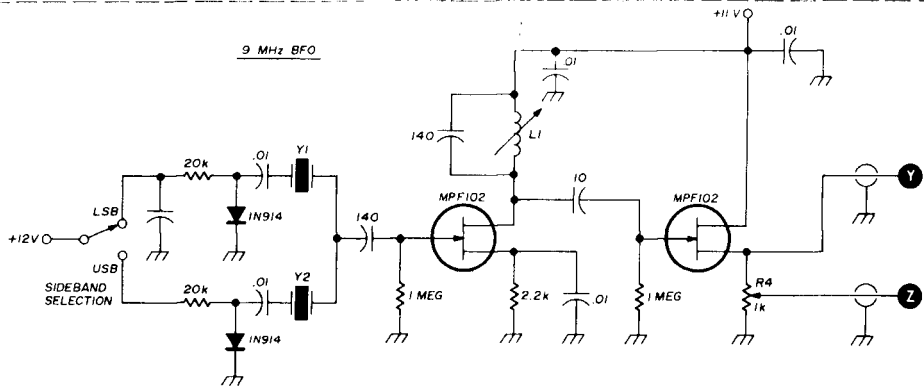 +11 V
.01
9 MHz BFO
.01
140
L1
20k
.01
Y1
10
MPF102
MPF102
Y
LSB
1N914
140
+12V
USB
SIDEBAND
SELECTION
20k
.01
Y2
1 MEG
2.2k
.01
1 MEG
R4
1k
Z
1N914